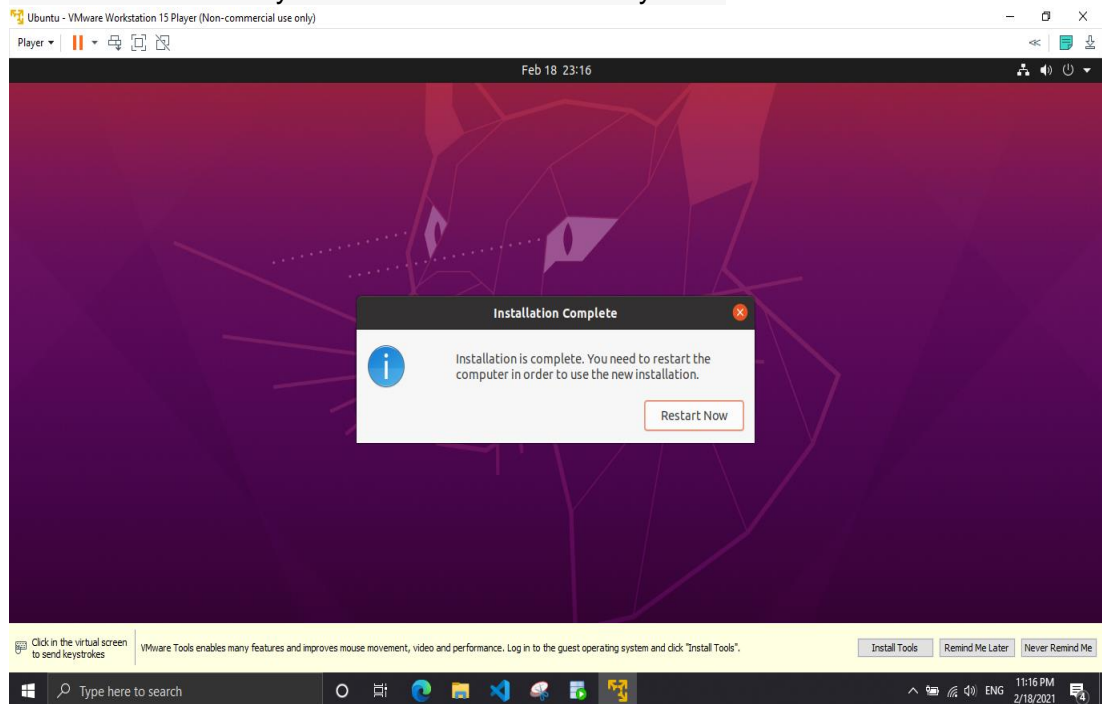 Ubuntu - VMware Workstation 15 Player (Non-commercial use only)
Player
Feb 18 23:16
Installation Complete
Installation is complete. You need to restart the
computer in order to use the new installation.
Restart Now
Click in the virtual screen
to send keystrokes
VMware Tools enables many features and improves mouse movement, video and performance. Log in to the guest operating system and click "Install Tools".
Install Tools
Remind Me Later
Never Remind Me
Type here to search
ENG
11:16 PM
2/18/2021
4